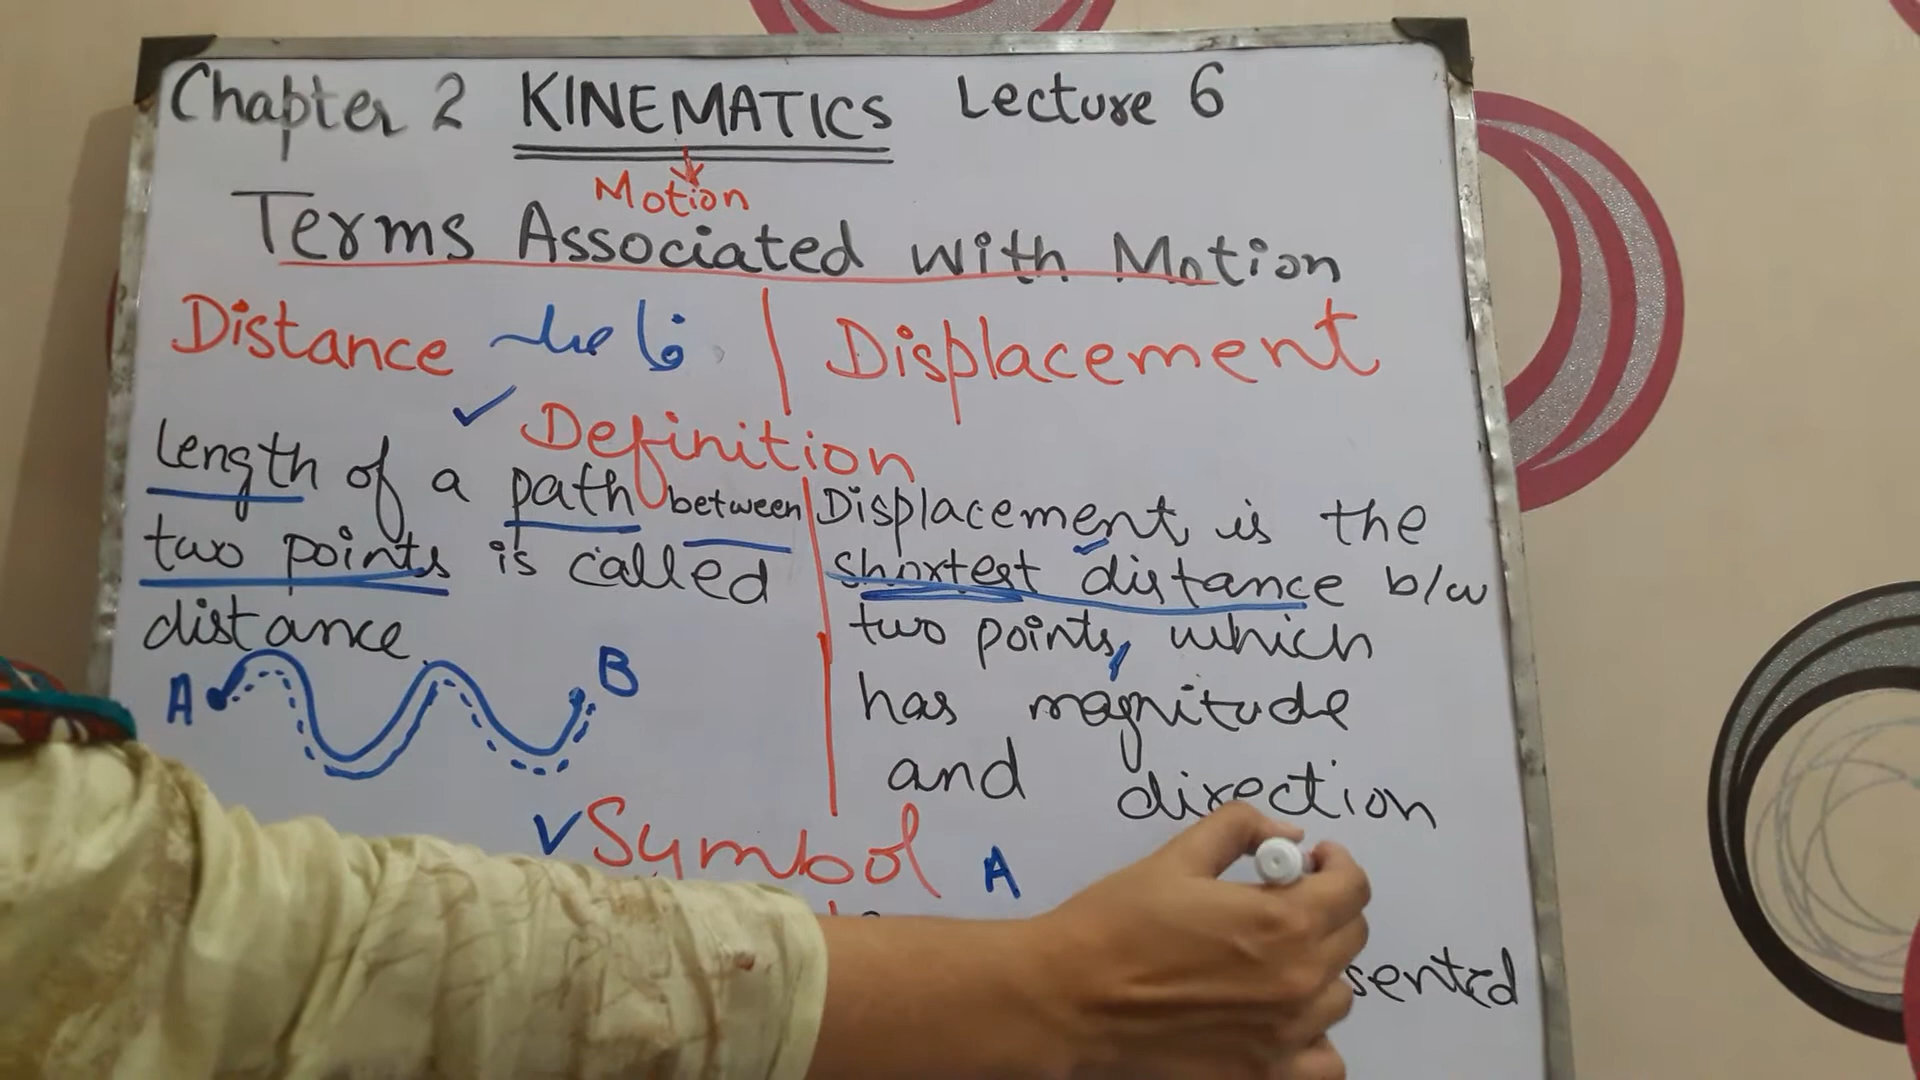 Chapter 2 KINEMATICS Lecture 6
Motion
Terms Associated with Motion
Distance فاصلہ | Displacement
Definition
Length of a path between
two points is called
distance.
Displacement is the
shortest distance b/w
two points, which
has magnitude
and direction
A B
Symbol
A